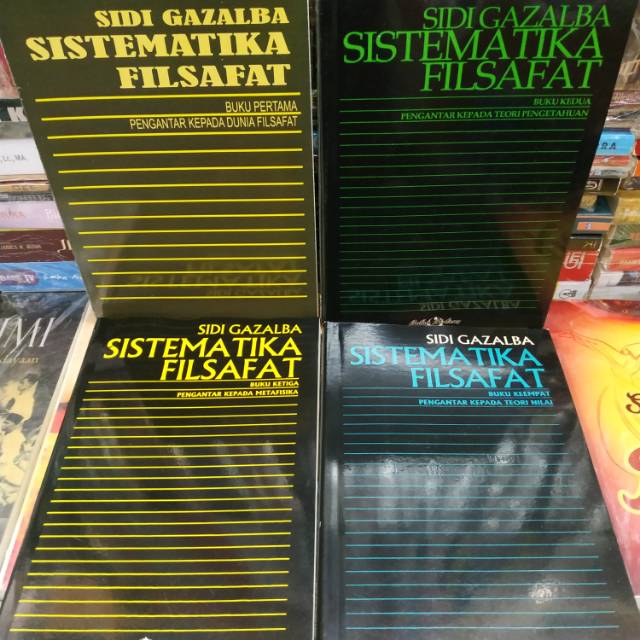 SIDI GAZALBA
SISTEMATIKA
FILSAFAT
BUKU PERTAMA
PENGANTAR KEPADA DUNIA FILSAFAT
SIDI GAZALBA
SISTEMATIKA
FILSAFAT
BUKU KEDUA
PENGANTAR KEPADA TEORI PENGETAHUAN
SIDI GAZALBA
SISTEMATIKA
FILSAFAT
BUKU KETIGA
PENGANTAR KEPADA METAFISIKA
SIDI GAZALBA
SISTEMATIKA
FILSAFAT
BUKU KEEMPAT
PENGANTAR KEPADA TEORI NILAI